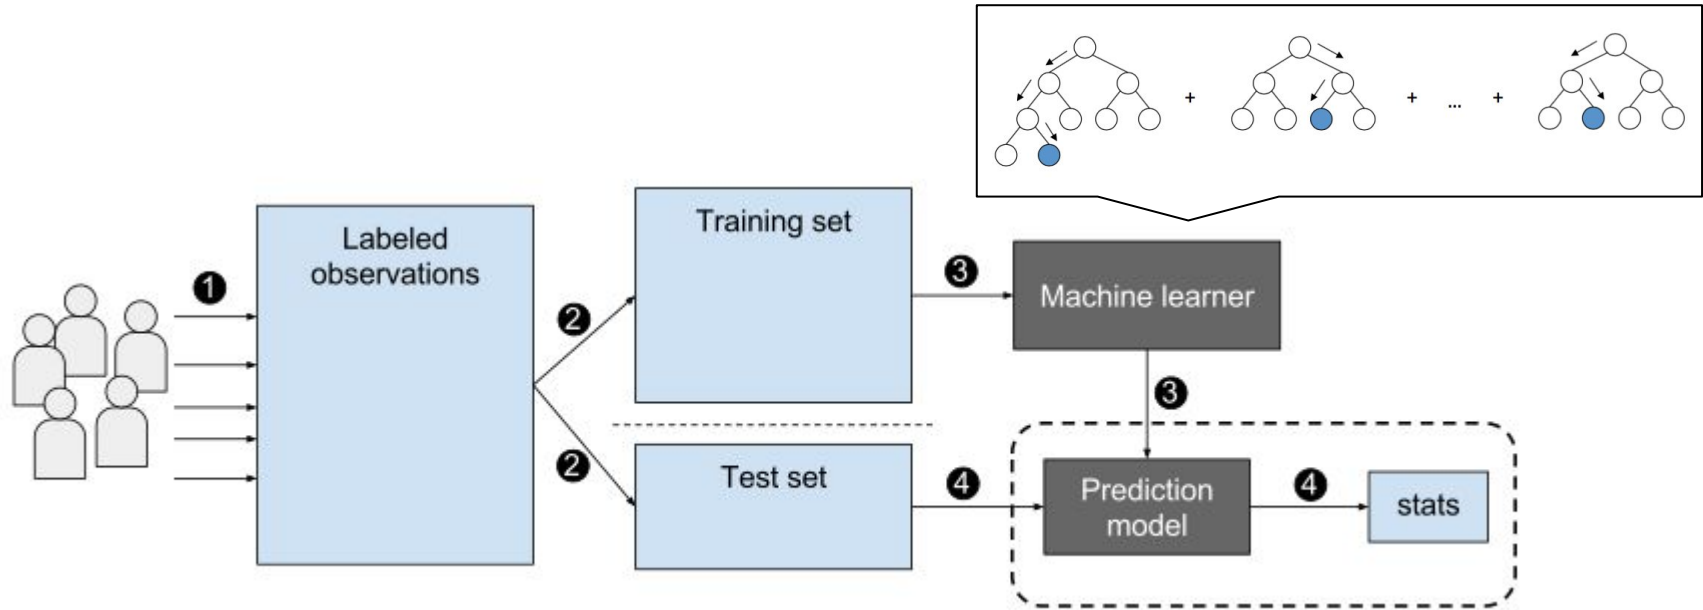 + + ... +
1
Labeled
observations
2
2
Training set
Test set
3
Machine learner
3
4
Prediction
model
4
stats